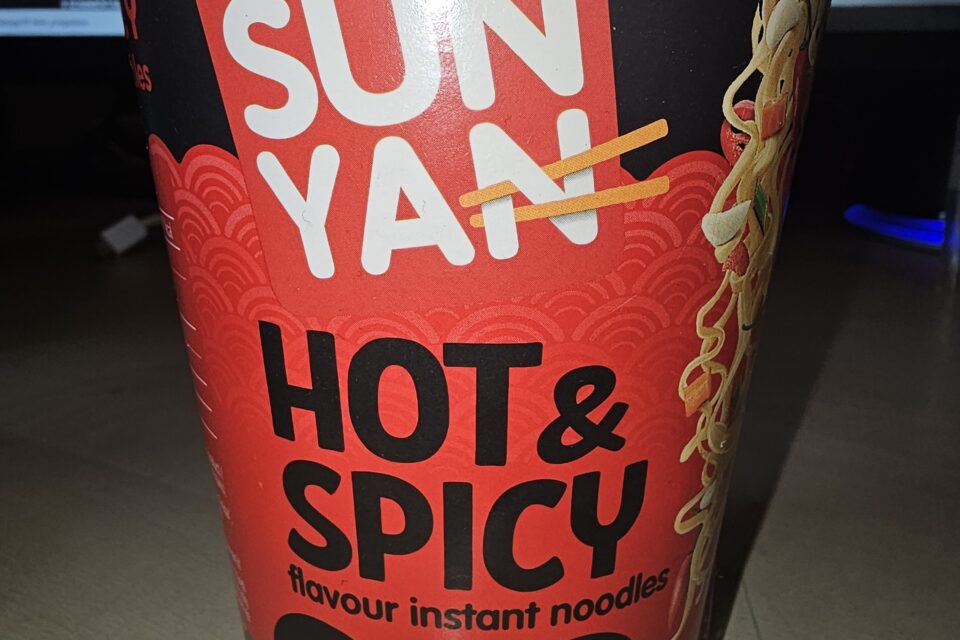 SUN
YAN
HOT &
SPICY
flavour instant noodles